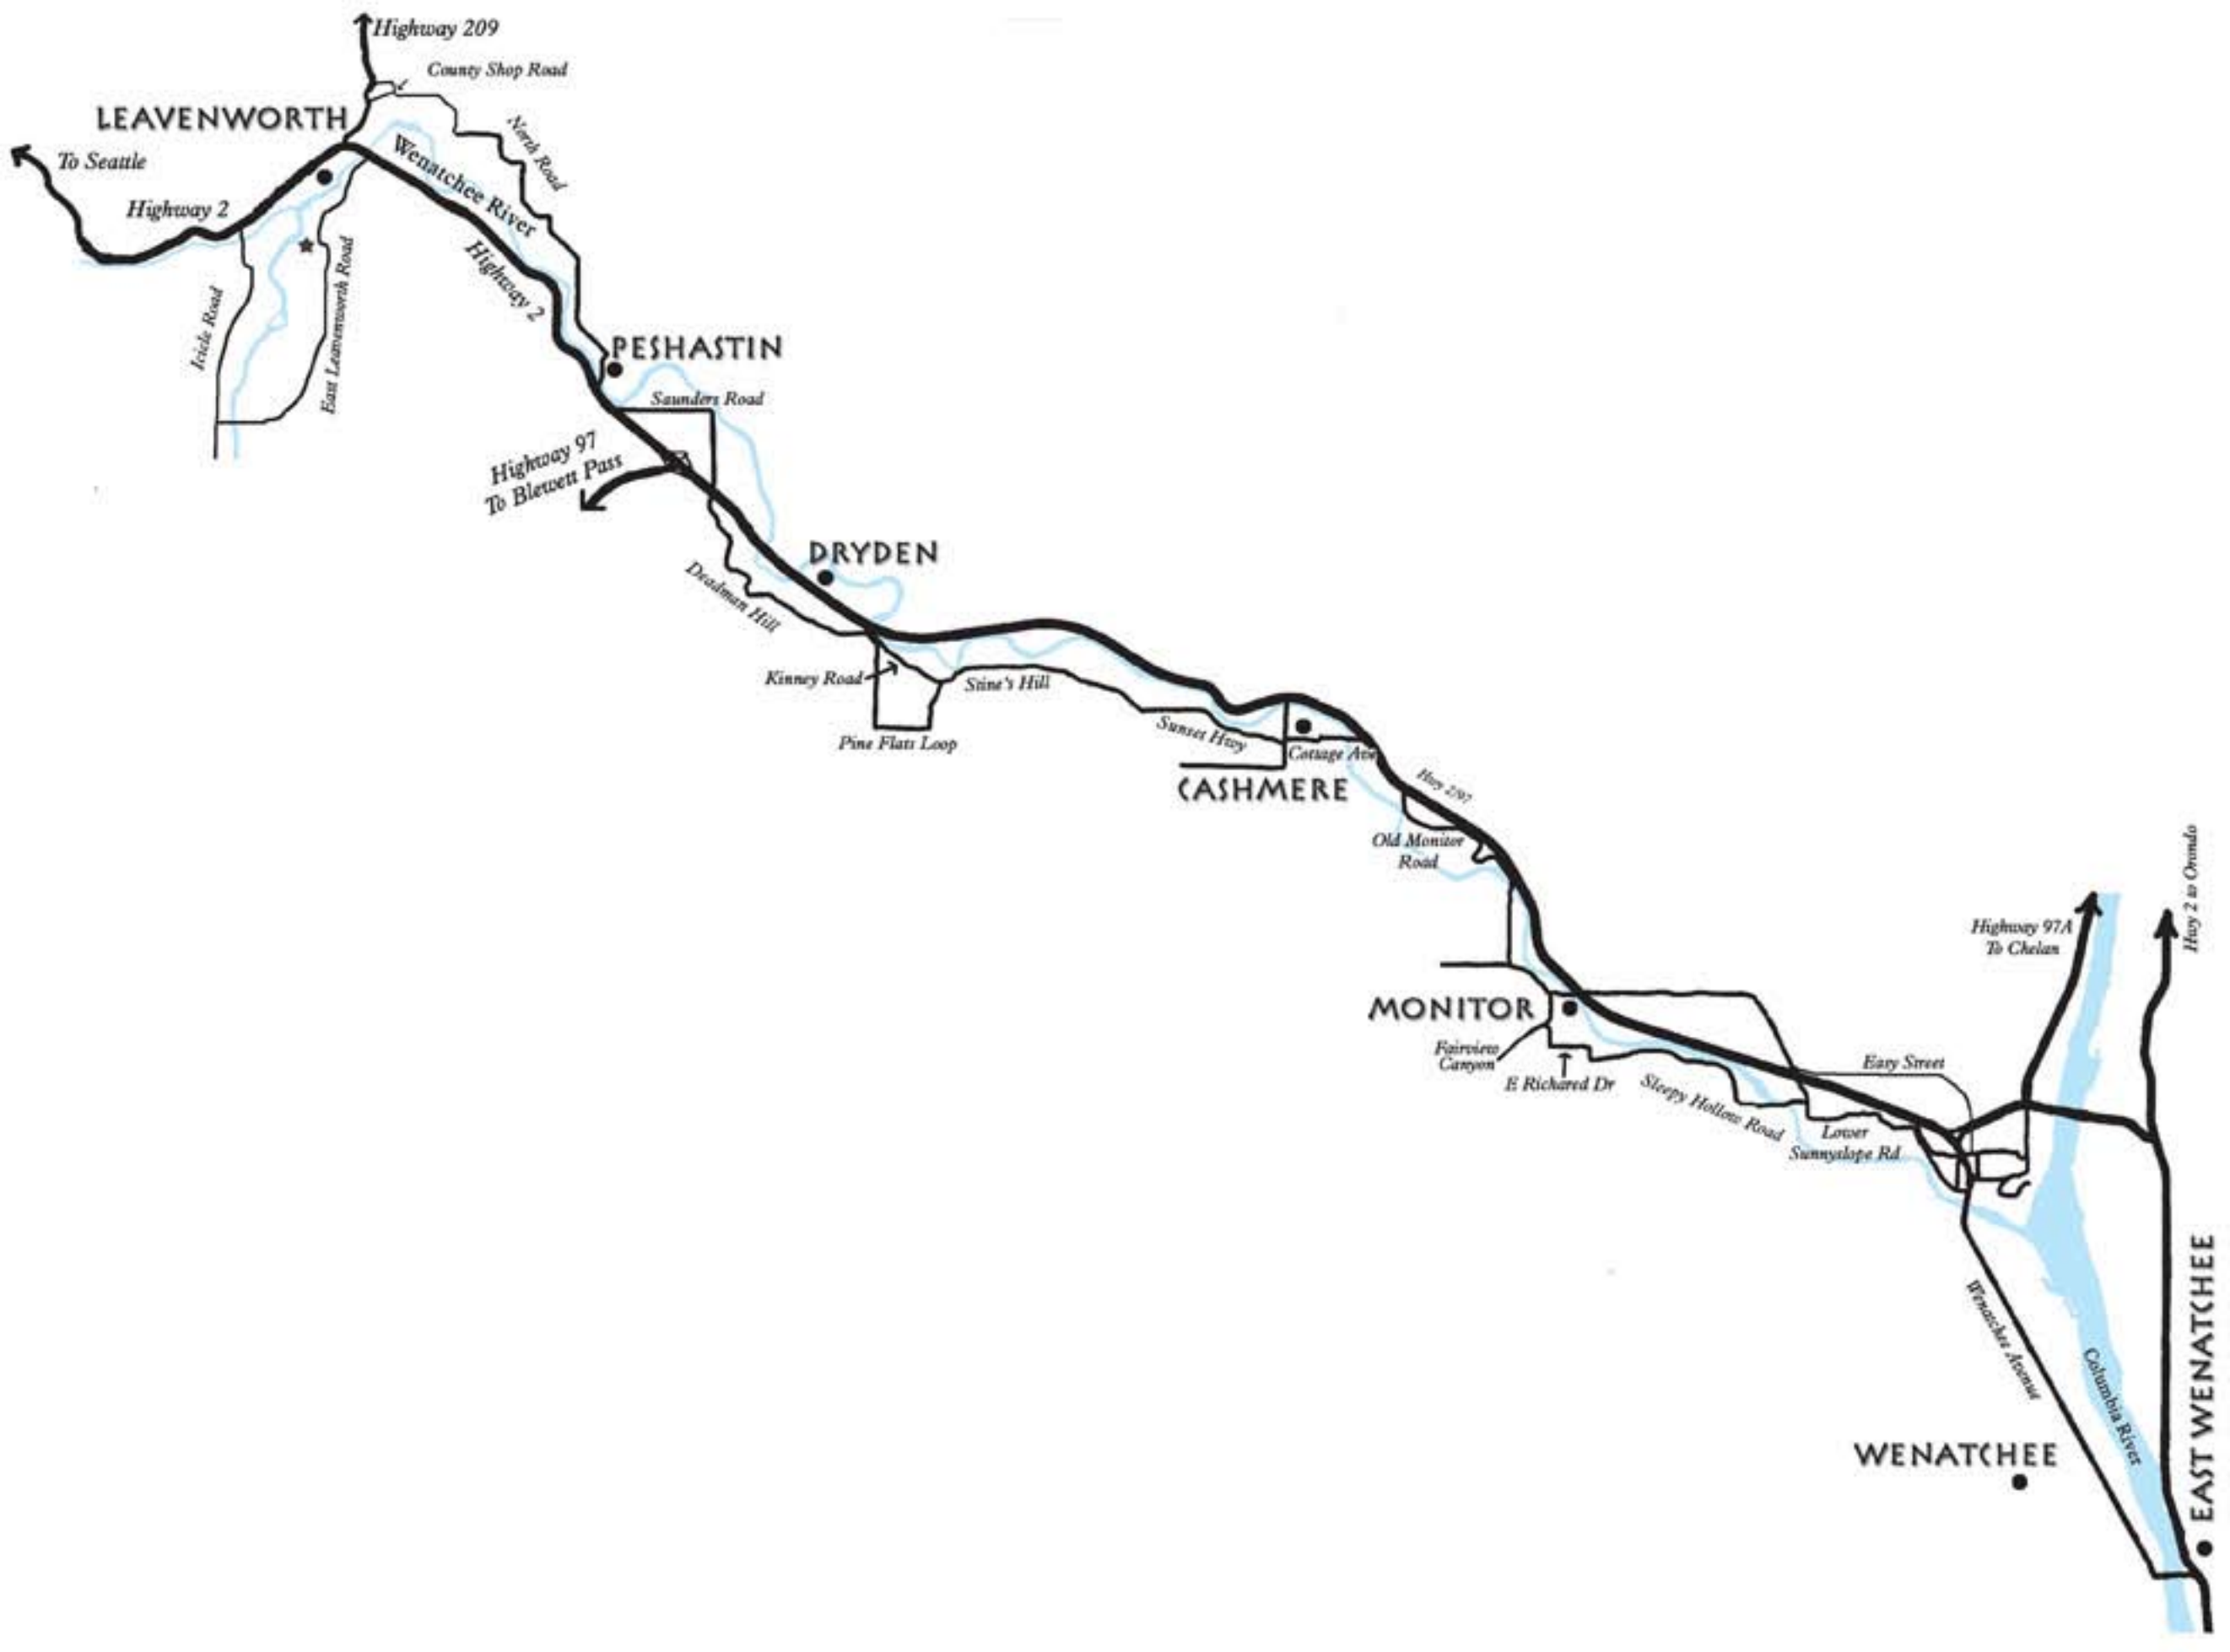 Highway 209
County Shop Road
LEAVENWORTH
To Seattle
Highway 2
North Road
Wenatchee River
Highway 2
Icicle Road
East Leavenworth Road
PESHASTIN
Saunders Road
Highway 97
To Blewett Pass
DRYDEN
Deadman Hill
Kinney Road
Stine's Hill
Pine Flats Loop
Sunset Hwy
Cottage Ave
CASHMERE
Hwy 2/97
Old Monitor
Road
Hwy 2 to Orondo
Highway 97A
To Chelan
MONITOR
Fairview
Canyon
E Richared Dr
Easy Street
Sleepy Hollow Road
Lower
Sunnyslope Rd
Wenatchee Avenue
Columbia River
WENATCHEE
EAST WENATCHEE